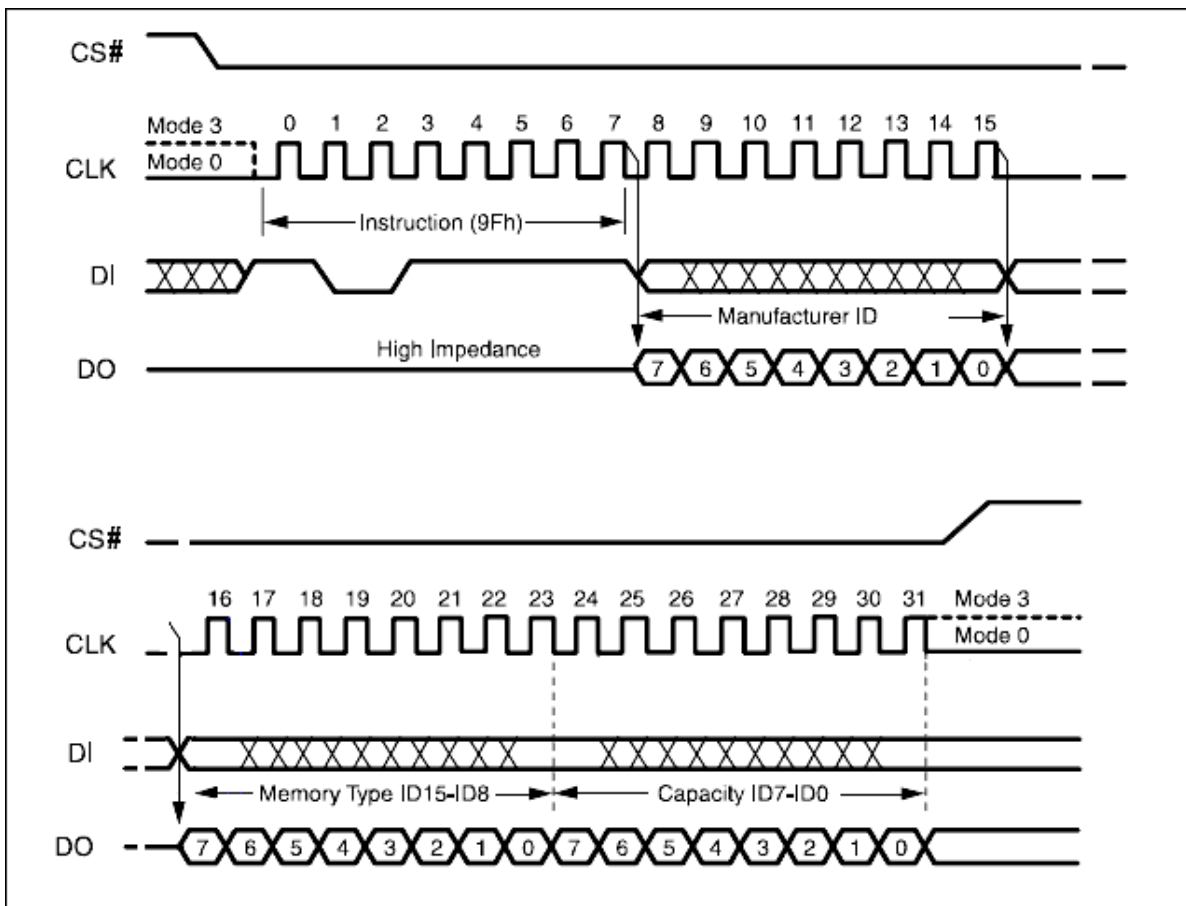 CS#
Mode 3
0 1 2 3 4 5 6 7 8 9 10 11 12 13 14 15
CLK
Mode 0
Instruction (9Fh)
DI
Manufacturer ID
High Impedance
DO
7 6 5 4 3 2 1 0
CS#
16 17 18 19 20 21 22 23 24 25 26 27 28 29 30 31
Mode 3
CLK
Mode 0
DI
Memory Type ID15-ID8
Capacity ID7-ID0
DO
7 6 5 4 3 2 1 0 7 6 5 4 3 2 1 0